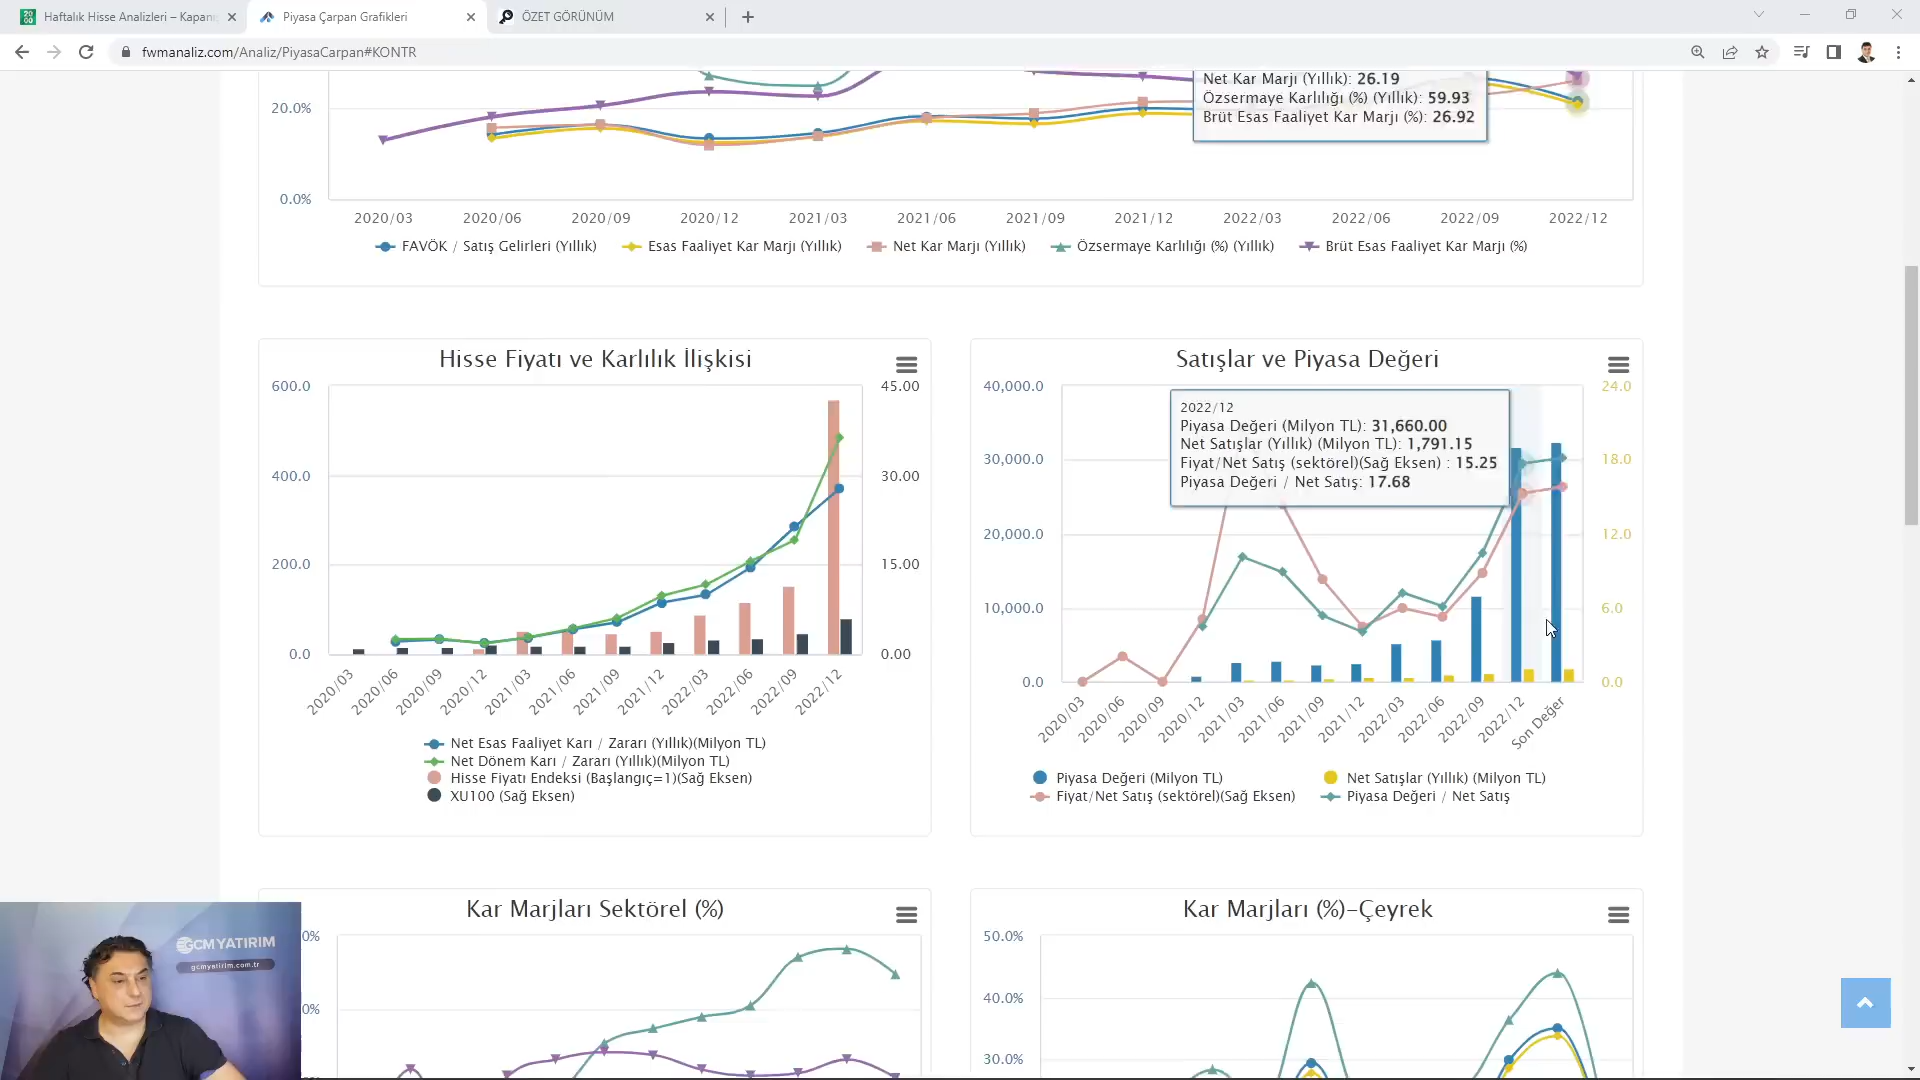 Haftalık Hisse Analizleri – Kapanı
Piyasa Çarpan Grafikleri
ÖZET GÖRÜNÜM
fwmanaliz.com/Analiz/PiyasaCarpan#KONTR
Net Kar Marjı (Yıllık): 26.19
Özsermaye Karlılığı (%) (Yıllık): 59.93
Brüt Esas Faaliyet Kar Marjı (%): 26.92
20.0%
0.0%
2020/03 2020/06 2020/09 2020/12 2021/03 2021/06 2021/09 2021/12 2022/03 2022/06 2022/09 2022/12
FAVÖK / Satış Gelirleri (Yıllık) Esas Faaliyet Kar Marjı (Yıllık) Net Kar Marjı (Yıllık) Özsermaye Karlılığı (%) (Yıllık) Brüt Esas Faaliyet Kar Marjı (%)
Hisse Fiyatı ve Karlılık İlişkisi
600.0 45.00
400.0 30.00
200.0 15.00
0.0 0.00
2020/03 2020/06 2020/09 2020/12 2021/03 2021/06 2021/09 2021/12 2022/03 2022/06 2022/09 2022/12
Net Esas Faaliyet Karı / Zararı (Yıllık)(Milyon TL)
Net Dönem Karı / Zararı (Yıllık)(Milyon TL)
Hisse Fiyatı Endeksi (Başlangıç=1)(Sağ Eksen)
XU100 (Sağ Eksen)
Satışlar ve Piyasa Değeri
40,000.0 24.0
2022/12
Piyasa Değeri (Milyon TL): 31,660.00
Net Satışlar (Yıllık) (Milyon TL): 1,791.15
Fiyat/Net Satış (sektörel)(Sağ Eksen) : 15.25
Piyasa Değeri / Net Satış: 17.68
30,000.0 18.0
20,000.0 12.0
10,000.0 6.0
0.0 0.0
2020/03 2020/06 2020/09 2020/12 2021/03 2021/06 2021/09 2021/12 2022/03 2022/06 2022/09 2022/12 Son Değer
Piyasa Değeri (Milyon TL) Net Satışlar (Yıllık) (Milyon TL)
Fiyat/Net Satış (sektörel)(Sağ Eksen) Piyasa Değeri / Net Satış
Kar Marjları Sektörel (%)
0%
0%
GCM YATIRIM
gcmyatirim.com.tr
Kar Marjları (%)-Çeyrek
50.0%
40.0%
30.0%